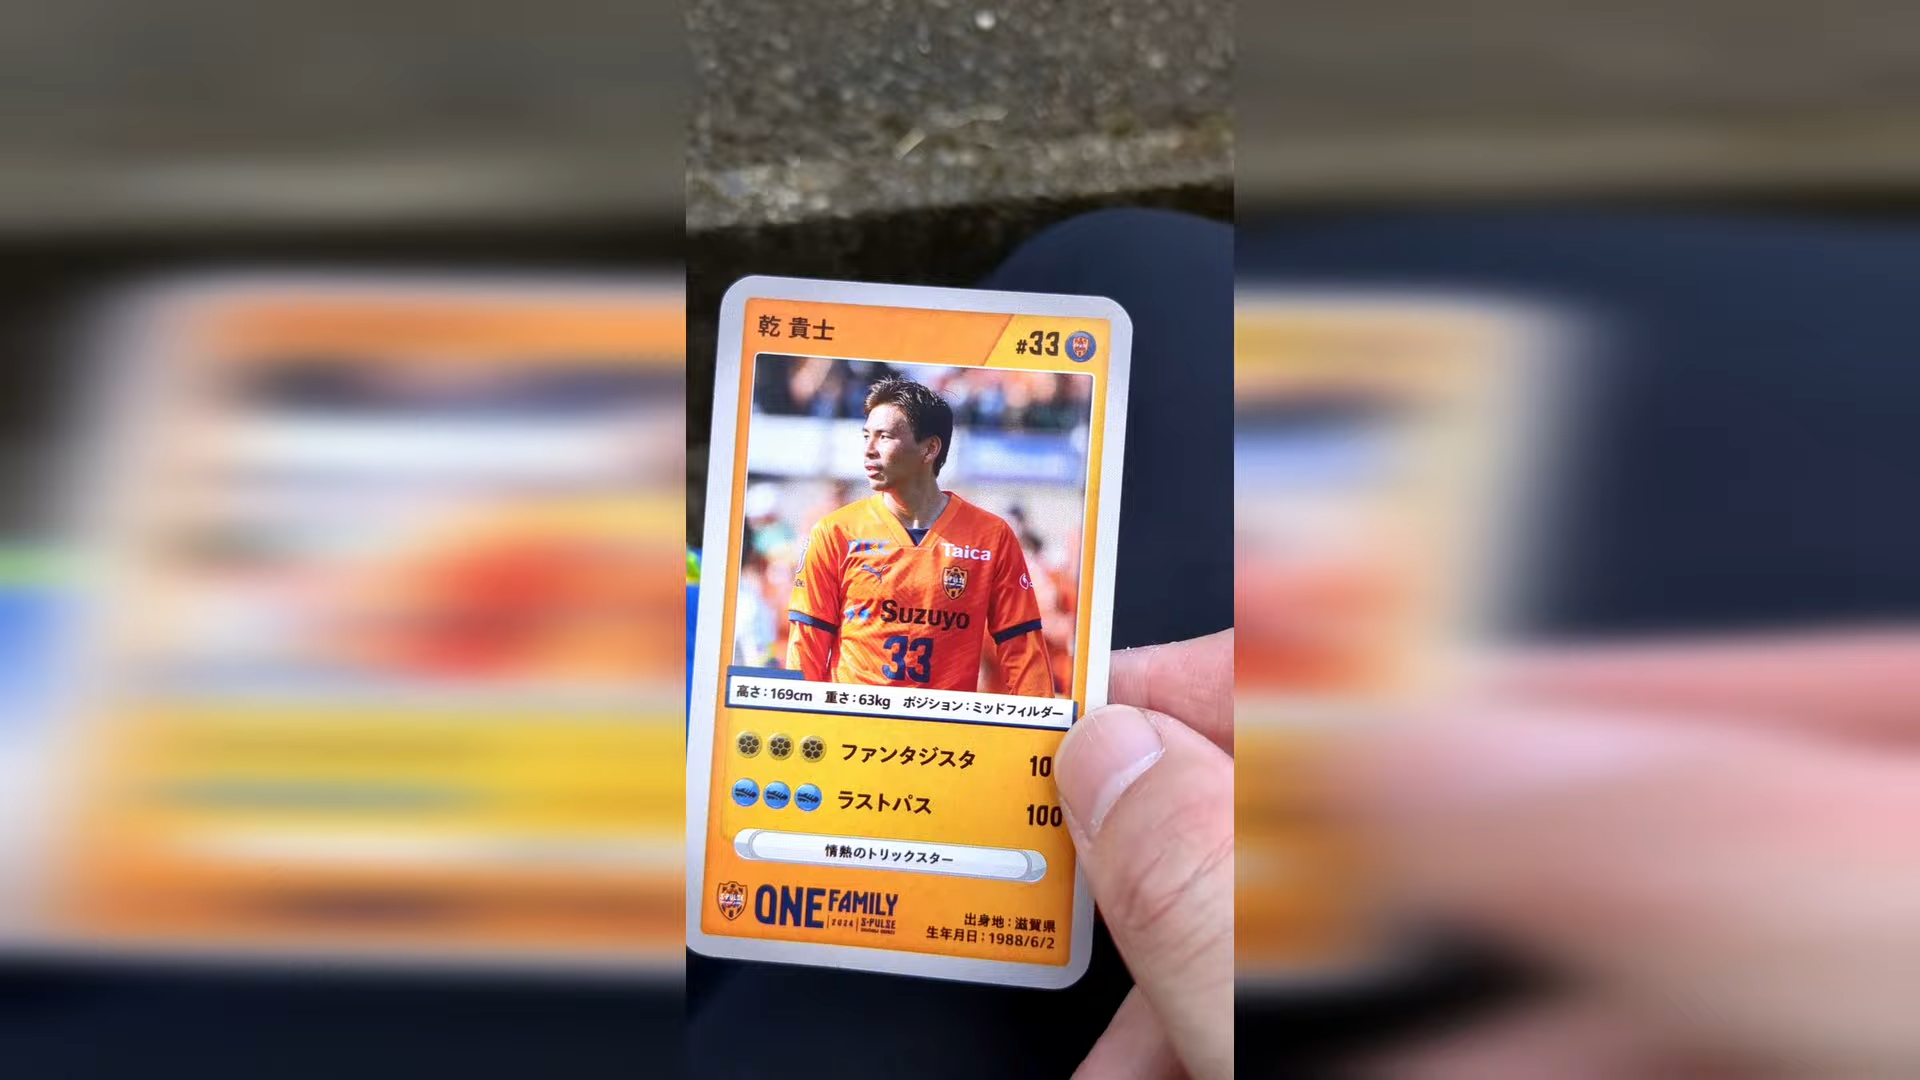 乾 貴士
#33
Taica
Suzuyo
33
高さ:169cm 重さ:63kg ポジション:ミッドフィルダー
ファンタジスタ 10
ラストパス 100
情熱のトリックスター
ONE FAMILY
2024 S-PULSE
出身地:滋賀県
生年月日:1988/6/2